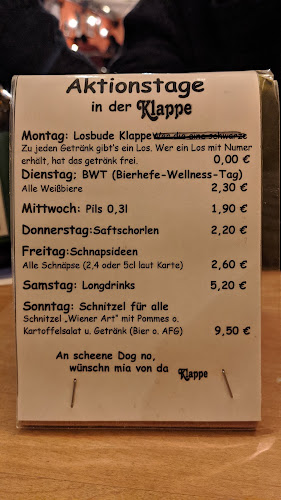 Aktionstage
in der Klappe
Montag: Losbude Klappe
Zu jeden Getränk gibt's ein Los. Wer ein Los mit Numer
erhält, hat das getränk frei. 0,00 €
Dienstag; BWT (Bierhefe-Wellness-Tag)
Alle Weißbiere 2,30 €
Mittwoch: Pils 0,3l 1,90 €
Donnerstag:Saftschorlen 2,20 €
Freitag:Schnapsideen
Alle Schnäpse (2,4 oder 5cl laut Karte) 2,60 €
Samstag: Longdrinks 5,20 €
Sonntag: Schnitzel für alle
Schnitzel „Wiener Art" mit Pommes o.
Kartoffelsalat u. Getränk (Bier o. AFG) 9,50 €
An scheene Dog no,
wünschn mia von da Klappe